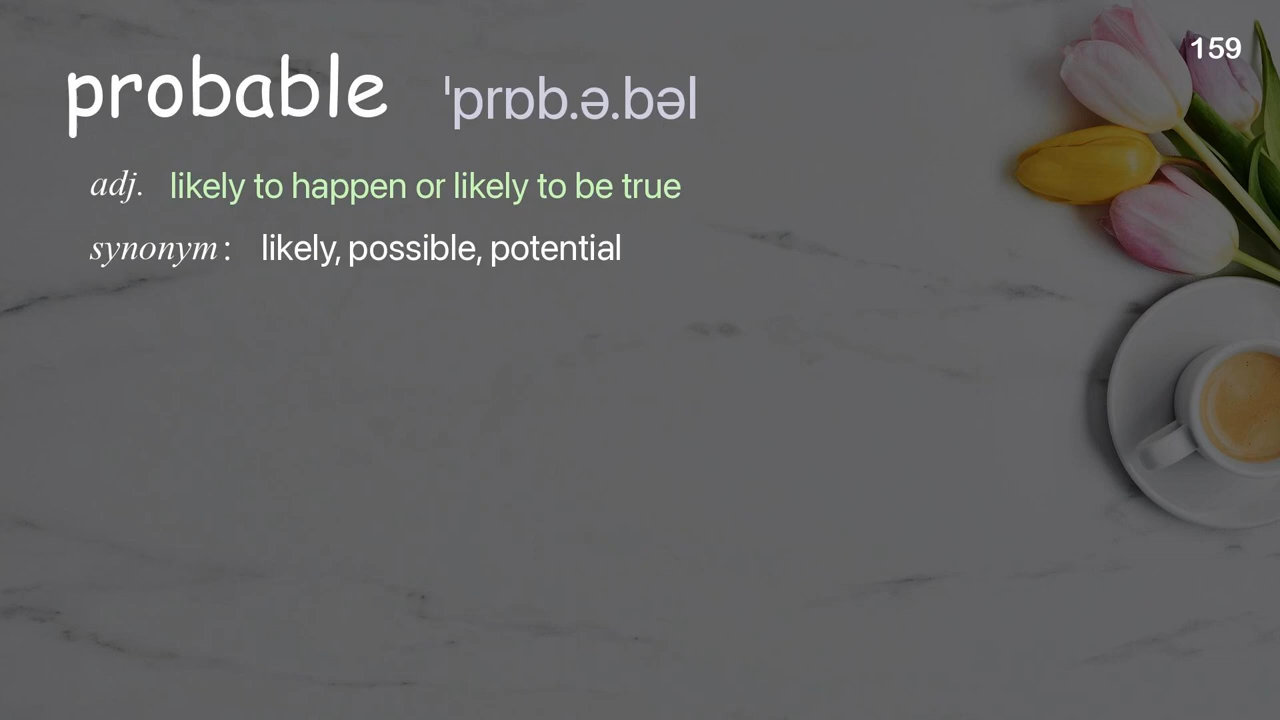 159
probable ˈprɒb.ə.bəl
adj. likely to happen or likely to be true
synonym: likely, possible, potential